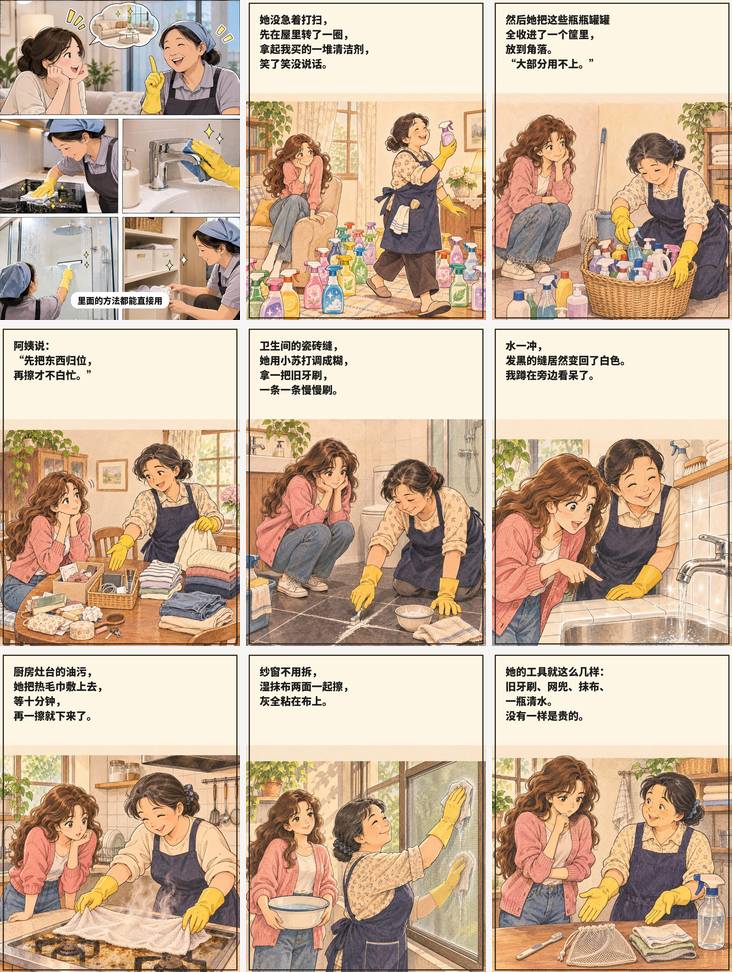 里面的方法都能直接用
她没急着打扫，
先在屋里转了一圈，
拿起我买的一堆清洁剂，
笑了笑没说话。
然后她把这些瓶瓶罐罐
全收进了一个筐里，
放到角落。
“大部分用不上。”
阿姨说：
“先把东西归位，
再擦才不白忙。”
卫生间的瓷砖缝，
她用小苏打调成糊，
拿一把旧牙刷，
一条一条慢慢刷。
水一冲，
发黑的缝居然变回了白色。
我蹲在旁边看呆了。
厨房灶台的油污，
她把热毛巾敷上去，
等十分钟，
再一擦就下来了。
纱窗不用拆，
湿抹布两面一起擦，
灰全粘在布上。
她的工具就这么几样：
旧牙刷、网兜、抹布、
一瓶清水。
没有一样是贵的。